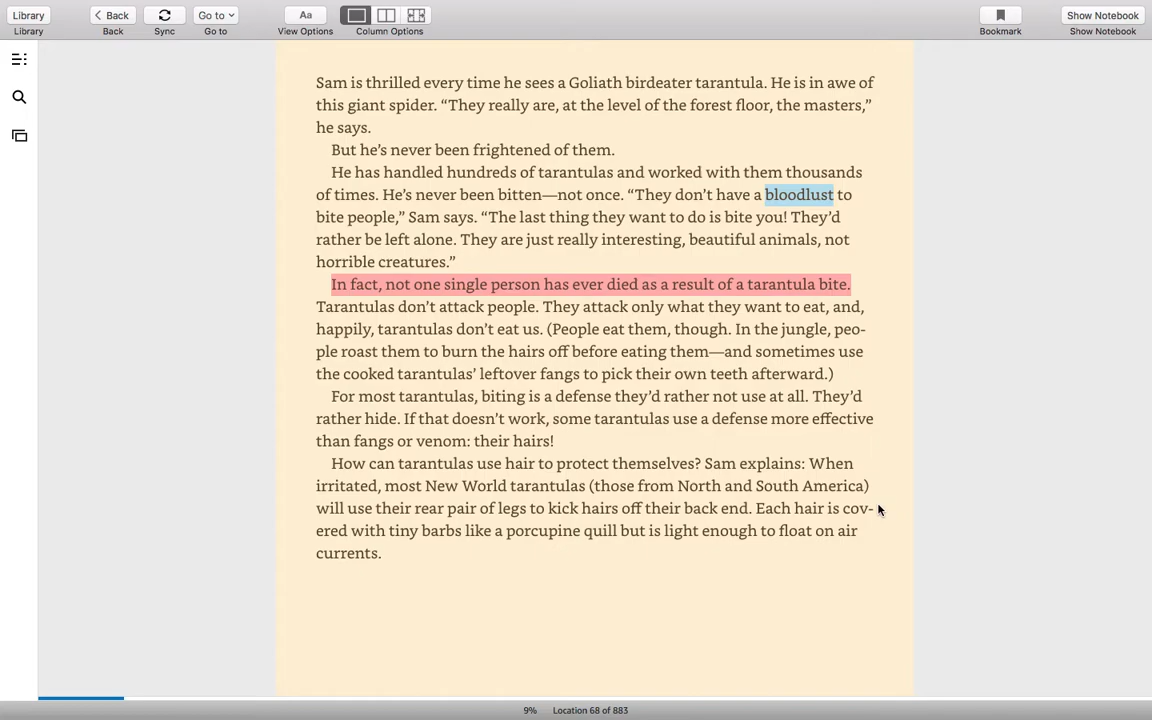 Library
Back
Go to
Aa
Show Notebook
Library
Back
Sync
Go to
View Options
Column Options
Bookmark
Show Notebook
Sam is thrilled every time he sees a Goliath birdeater tarantula. He is in awe of
this giant spider. “They really are, at the level of the forest floor, the masters,”
he says.
But he’s never been frightened of them.
He has handled hundreds of tarantulas and worked with them thousands
of times. He’s never been bitten—not once. “They don’t have a bloodlust to
bite people,” Sam says. “The last thing they want to do is bite you! They’d
rather be left alone. They are just really interesting, beautiful animals, not
horrible creatures.”
In fact, not one single person has ever died as a result of a tarantula bite.
Tarantulas don’t attack people. They attack only what they want to eat, and,
happily, tarantulas don’t eat us. (People eat them, though. In the jungle, peo-
ple roast them to burn the hairs off before eating them—and sometimes use
the cooked tarantulas’ leftover fangs to pick their own teeth afterward.)
For most tarantulas, biting is a defense they’d rather not use at all. They’d
rather hide. If that doesn’t work, some tarantulas use a defense more effective
than fangs or venom: their hairs!
How can tarantulas use hair to protect themselves? Sam explains: When
irritated, most New World tarantulas (those from North and South America)
will use their rear pair of legs to kick hairs off their back end. Each hair is cov-
ered with tiny barbs like a porcupine quill but is light enough to float on air
currents.
9% Location 68 of 883